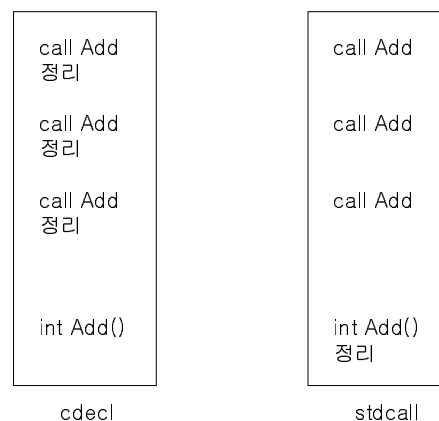 call Add
정리
call Add
정리
call Add
정리
int Add()
cdecl
call Add
call Add
call Add
int Add()
정리
stdcall